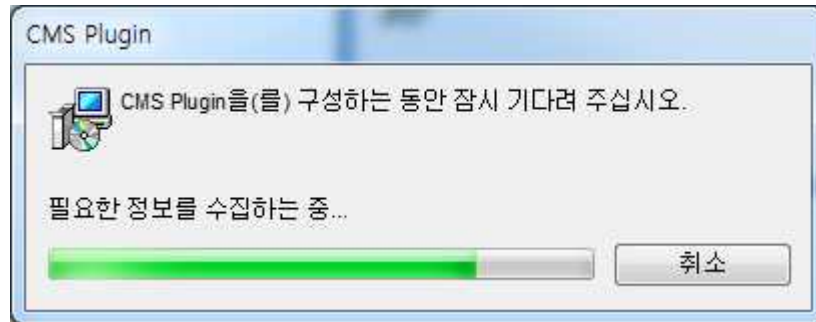 CMS Plugin
CMS Plugin을(를) 구성하는 동안 잠시 기다려 주십시오.
필요한 정보를 수집하는 중...
취소